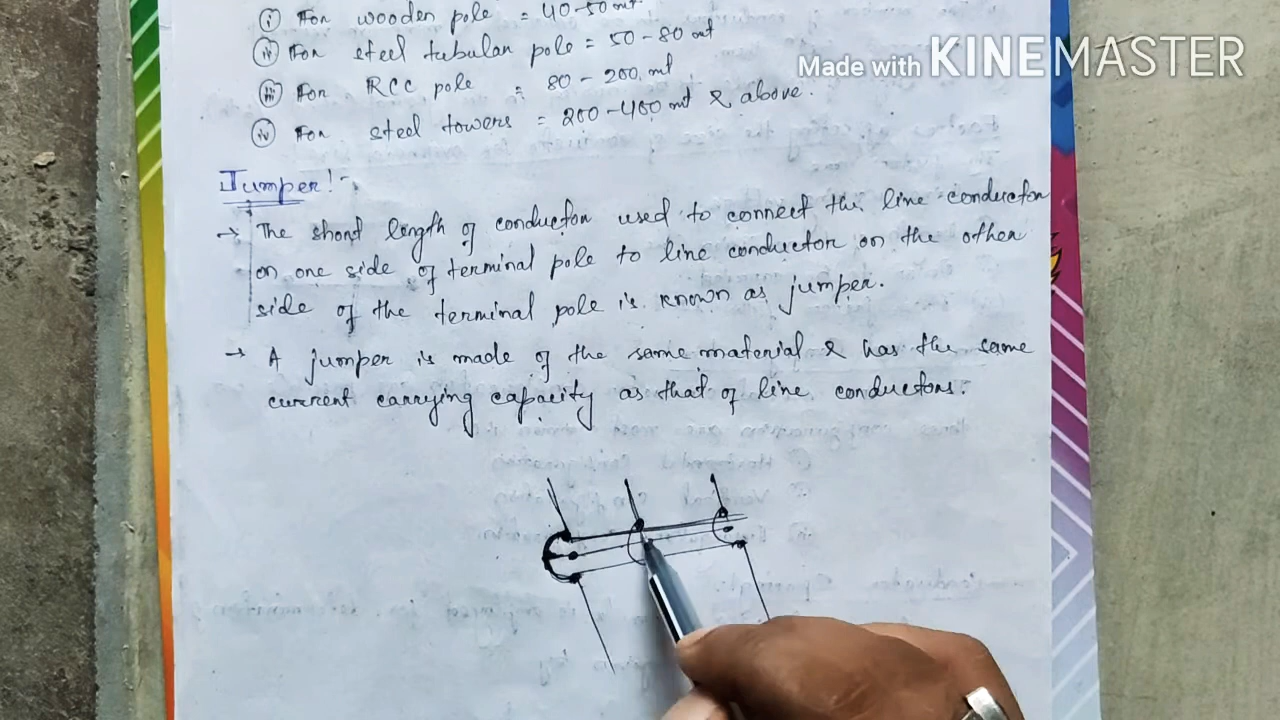 (i) For wooden pole = 40-50 mt
(ii) For steel tubular pole = 50-80 mt
(iii) For RCC pole = 80-200 mt
(iv) For steel towers = 200-400 mt & above.
Made with KINEMASTER
Jumper:-
→ The short length of conductor used to connect the line conductor
on one side of terminal pole to line conductor on the other
side of the terminal pole is known as jumper.
→ A jumper is made of the same material & has the same
current carrying capacity as that of line conductors.